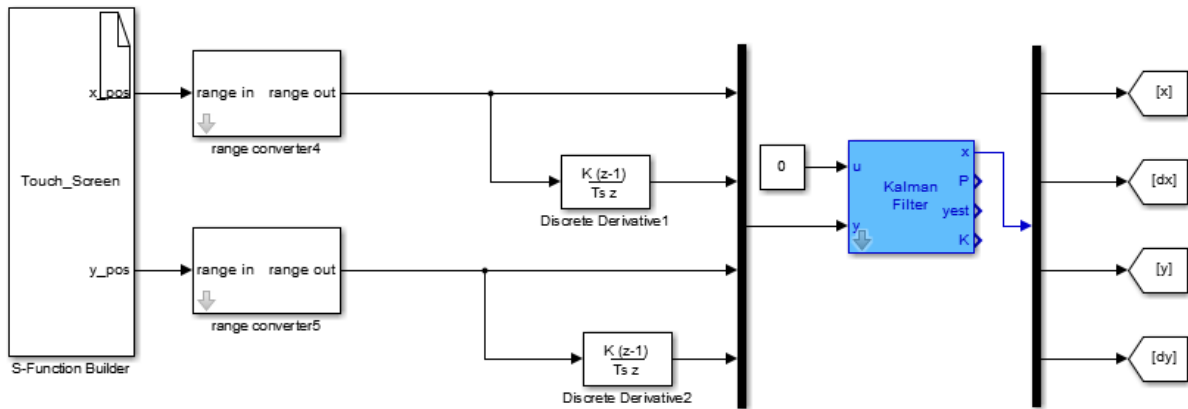 Touch_Screen
x_pos
y_pos
S-Function Builder
range in range out
range converter4
K (z-1)
Ts z
Discrete Derivative1
range in range out
range converter5
K (z-1)
Ts z
Discrete Derivative2
0
u
y
Kalman
Filter
x
P
yest
K
[x]
[dx]
[y]
[dy]